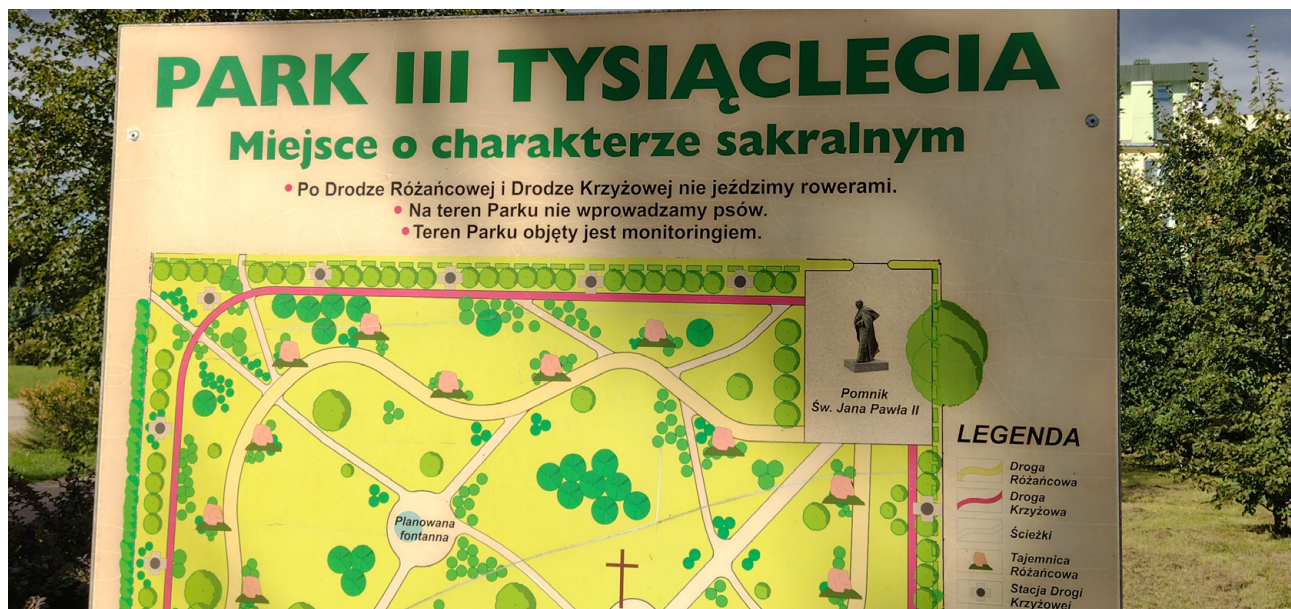 PARK III TYSIĄCLECIA
Miejsce o charakterze sakralnym
• Po Drodze Różańcowej i Drodze Krzyżowej nie jeździmy rowerami.
• Na teren Parku nie wprowadzamy psów.
• Teren Parku objęty jest monitoringiem.
Pomnik
Św. Jana Pawła II
LEGENDA
Droga
Różańcowa
Droga
Krzyżowa
Ścieżki
Tajemnica
Różańcowa
Stacja Drogi
Krzyżowej
Planowana
fontanna